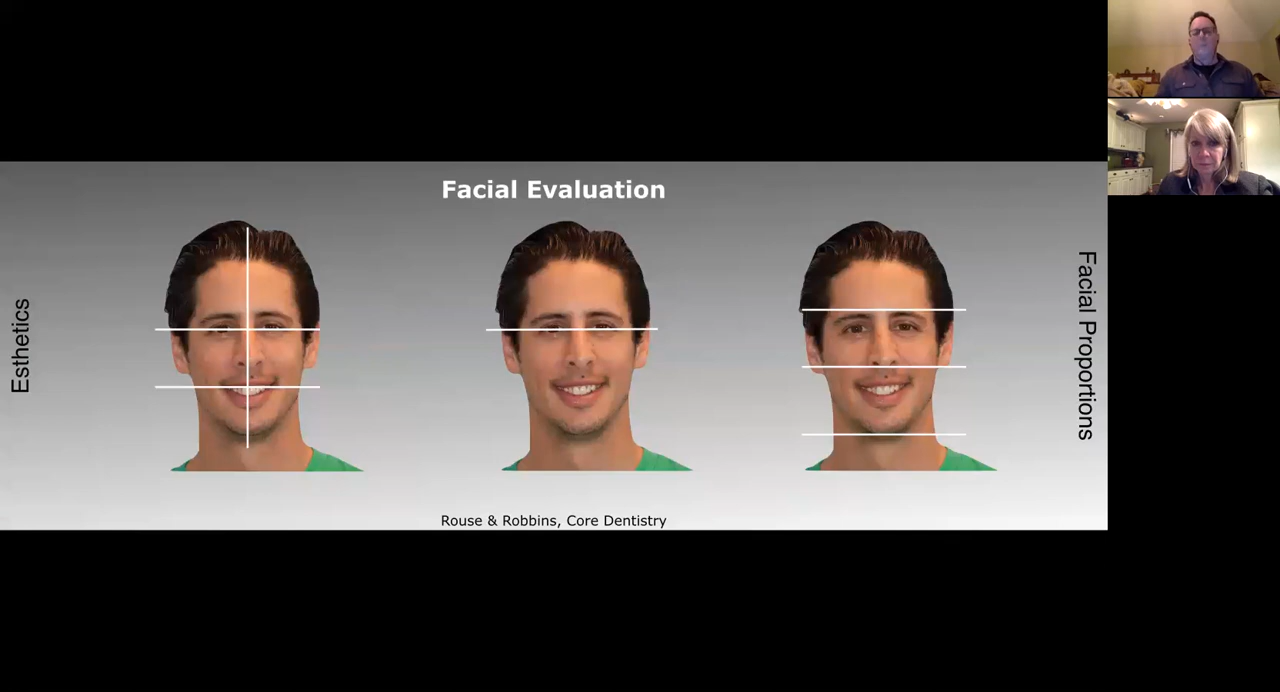 Facial Evaluation
Esthetics
Facial Proportions
Rouse & Robbins, Core Dentistry